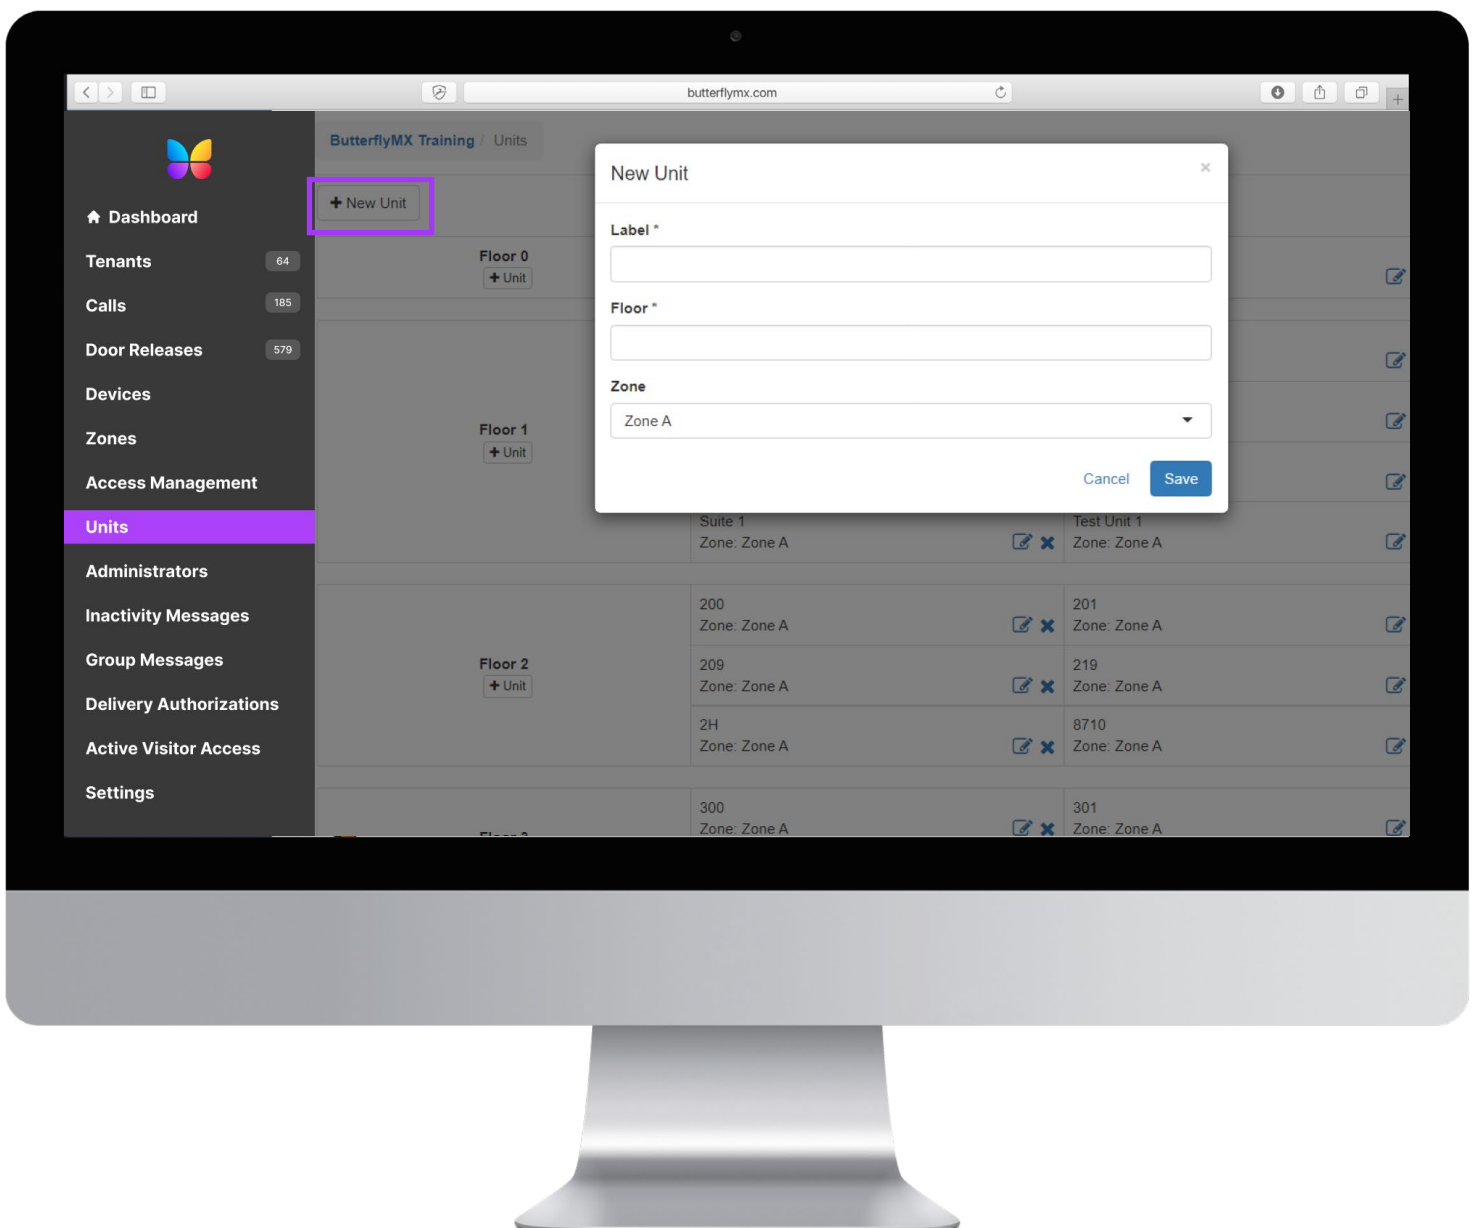 butterflymx.com
ButterflyMX Training / Units
+ New Unit
Dashboard
Tenants 64
Calls 185
Door Releases 579
Devices
Zones
Access Management
Units
Administrators
Inactivity Messages
Group Messages
Delivery Authorizations
Active Visitor Access
Settings
New Unit ×
Label *
Floor *
Zone
Zone A
Cancel Save
Floor 0
+ Unit
Floor 1
+ Unit
Suite 1 Test Unit 1
Zone: Zone A Zone: Zone A
Floor 2
+ Unit
200 201
Zone: Zone A Zone: Zone A
209 219
Zone: Zone A Zone: Zone A
2H 8710
Zone: Zone A Zone: Zone A
300 301
Zone: Zone A Zone: Zone A